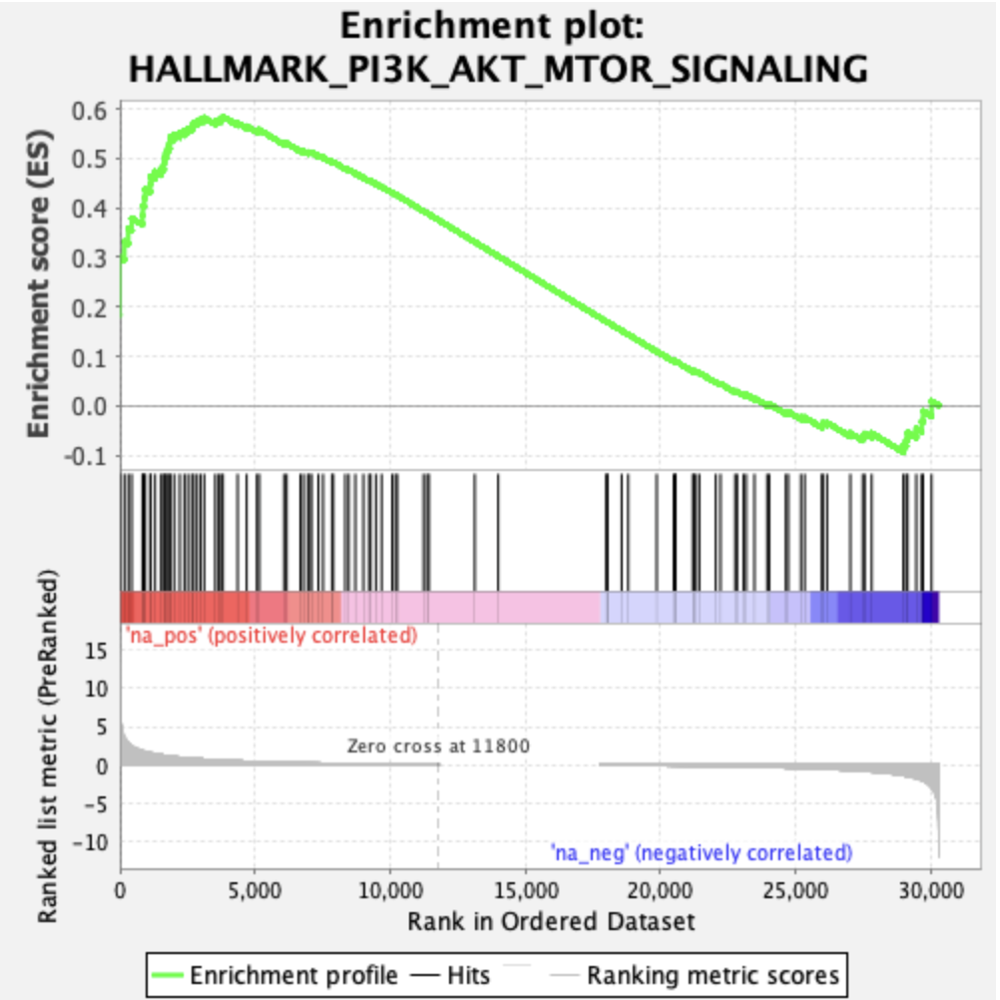 Enrichment plot:
HALLMARK_PI3K_AKT_MTOR_SIGNALING
Enrichment score (ES)
0.6
0.5
0.4
0.3
0.2
0.1
0.0
-0.1
'na_pos' (positively correlated)
Ranked list metric (PreRanked)
15
10
5
0
-5
-10
Zero cross at 11800
'na_neg' (negatively correlated)
0 5,000 10,000 15,000 20,000 25,000 30,000
Rank in Ordered Dataset
Enrichment profile Hits Ranking metric scores